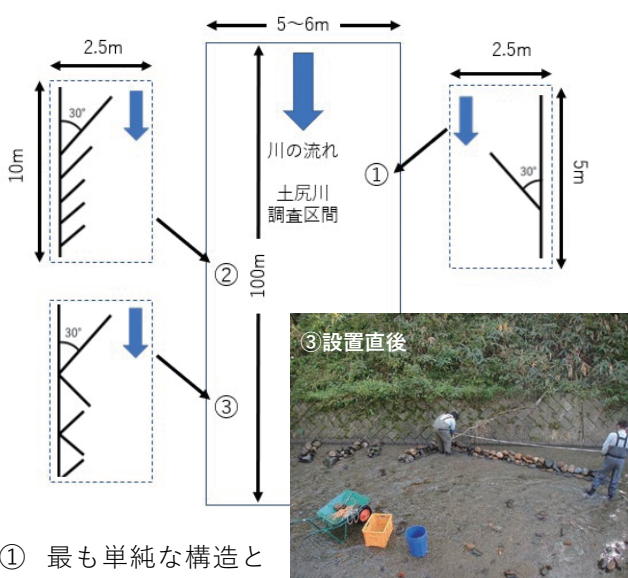 5～6m
2.5m
30°
10m
川の流れ
土尻川
調査区間
100m
①
2.5m
30°
5m
②
30°
③
③設置直後
① 最も単純な構造と